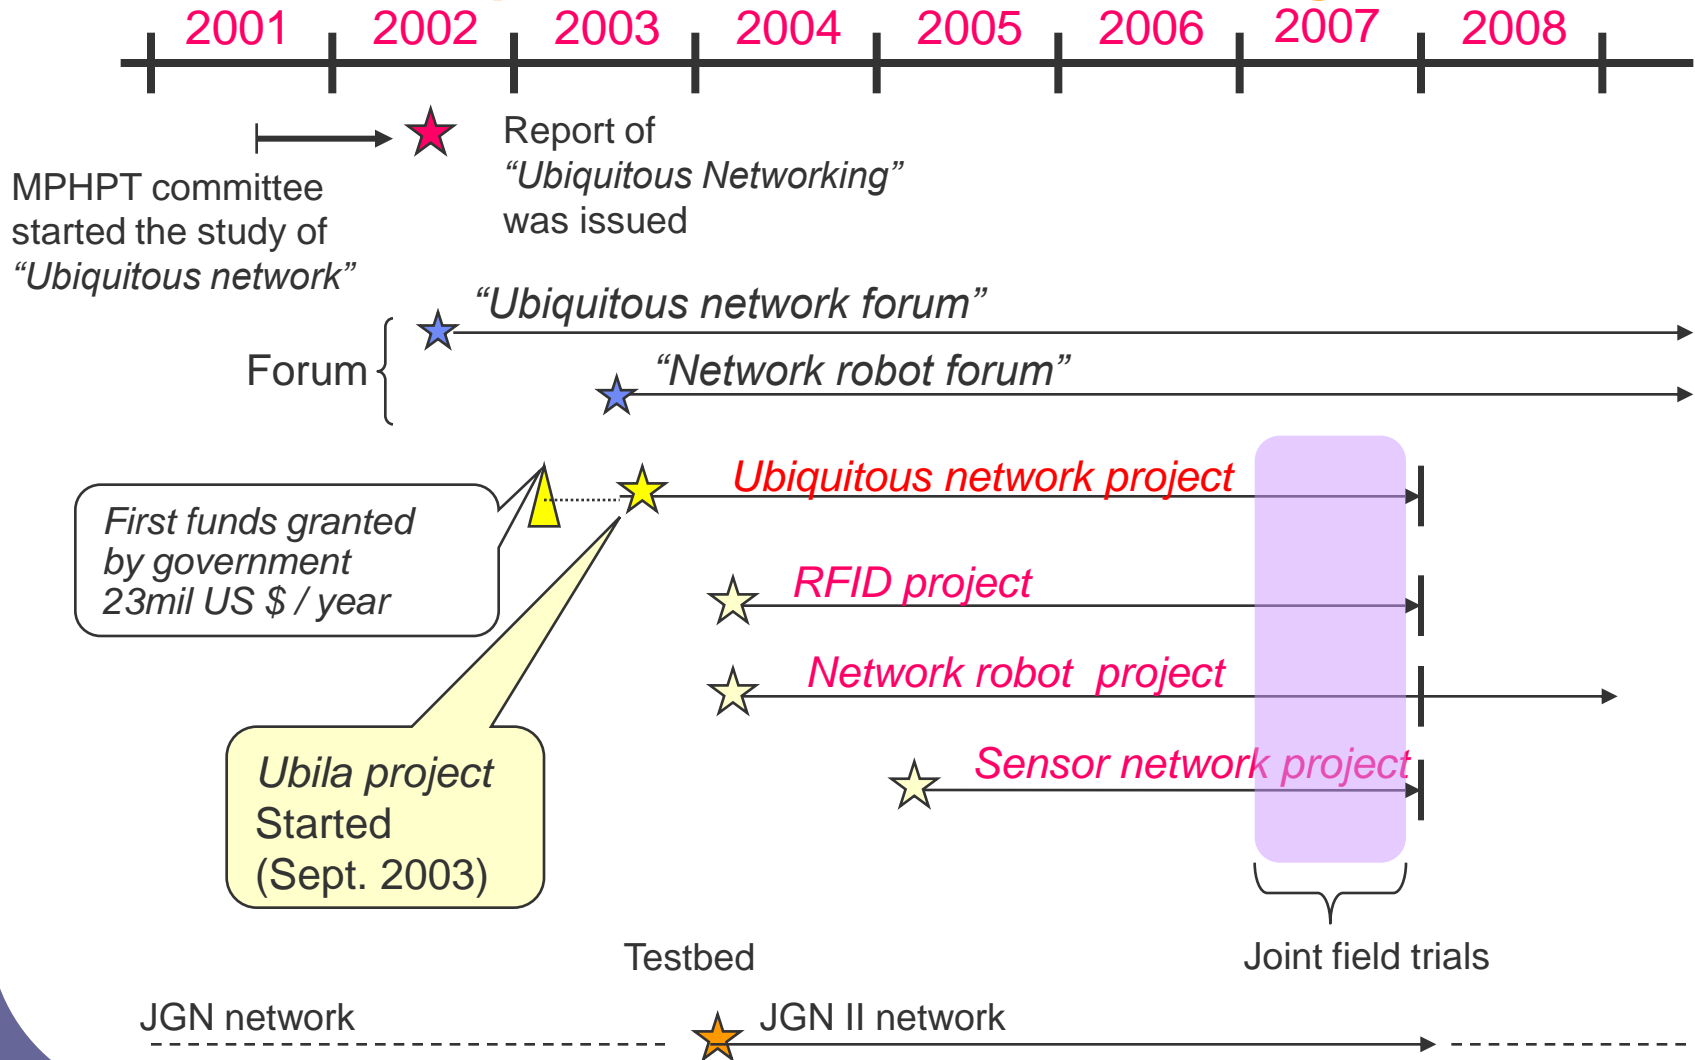 2001 2002 2003 2004 2005 2006 2007 2008
Report of
“Ubiquitous Networking”
was issued
MPHPT committee
started the study of
“Ubiquitous network”
“Ubiquitous network forum”
Forum
“Network robot forum”
Ubiquitous network project
First funds granted
by government
23mil US $ / year
RFID project
Network robot project
Ubila project
Started
(Sept. 2003)
Sensor network project
Testbed
Joint field trials
JGN network
JGN II network